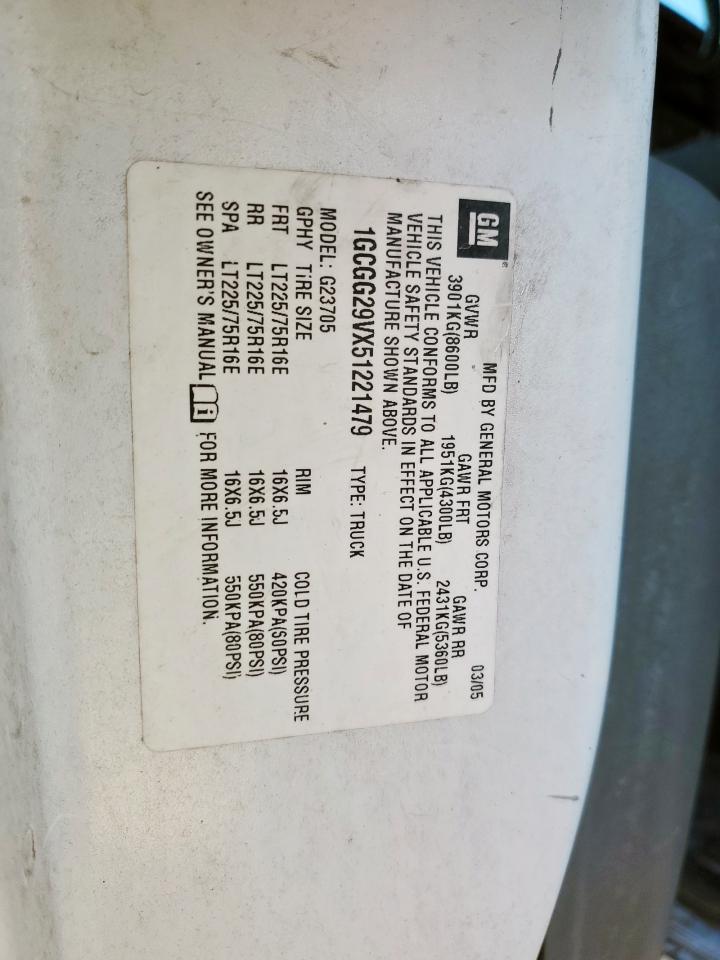 GM
MFD BY GENERAL MOTORS CORP. 03/05
GVWR GAWR FRT GAWR RR
3901KG(8600LB) 1951KG(4300LB) 2431KG(5360LB)
THIS VEHICLE CONFORMS TO ALL APPLICABLE U.S. FEDERAL MOTOR
VEHICLE SAFETY STANDARDS IN EFFECT ON THE DATE OF
MANUFACTURE SHOWN ABOVE.
1GCGG29VX51221479 TYPE: TRUCK
MODEL: G23705
GPHY TIRE SIZE RIM COLD TIRE PRESSURE
FRT LT225/75R16E 16X6.5J 420KPA(60PSI)
RR LT225/75R16E 16X6.5J 550KPA(80PSI)
SPA LT225/75R16E 16X6.5J 550KPA(80PSI)
SEE OWNER'S MANUAL i FOR MORE INFORMATION.